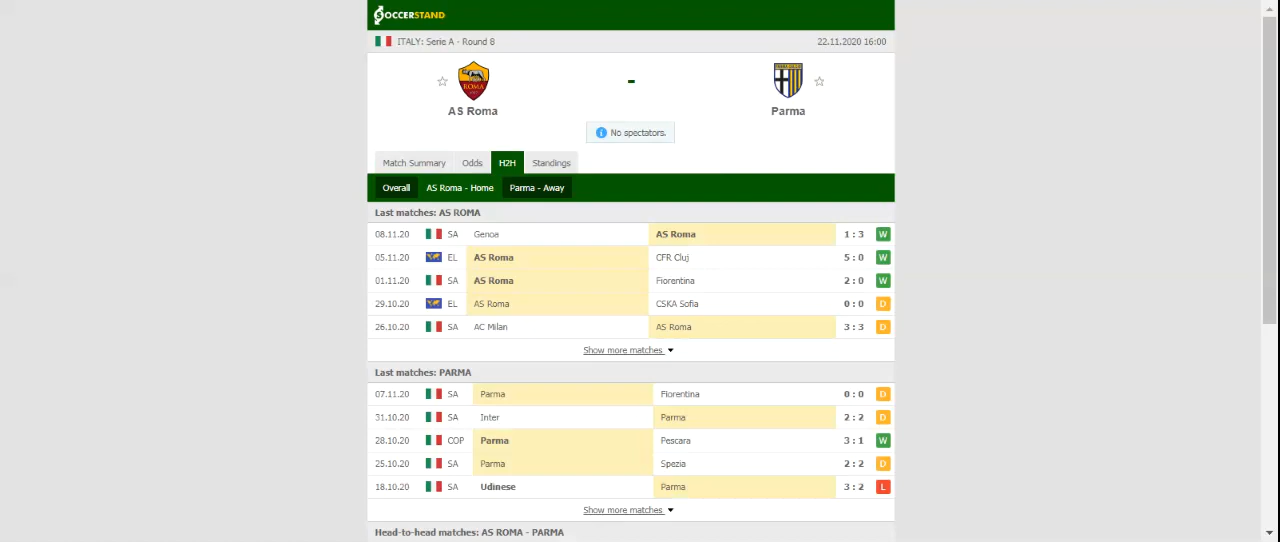 SOCCERSTAND
ITALY: Serie A - Round 8 22.11.2020 16:00
ROMA
-
AS Roma Parma
No spectators.
Match Summary Odds H2H Standings
Overall AS Roma - Home Parma - Away
Last matches: AS ROMA
08.11.20 SA Genoa AS Roma 1 : 3 W
05.11.20 EL AS Roma CFR Cluj 5 : 0 W
01.11.20 SA AS Roma Fiorentina 2 : 0 W
29.10.20 EL AS Roma CSKA Sofia 0 : 0 D
26.10.20 SA AC Milan AS Roma 3 : 3 D
Show more matches
Last matches: PARMA
07.11.20 SA Parma Fiorentina 0 : 0 D
31.10.20 SA Inter Parma 2 : 2 D
28.10.20 COP Parma Pescara 3 : 1 W
25.10.20 SA Parma Spezia 2 : 2 D
18.10.20 SA Udinese Parma 3 : 2 L
Show more matches
Head-to-head matches: AS ROMA - PARMA